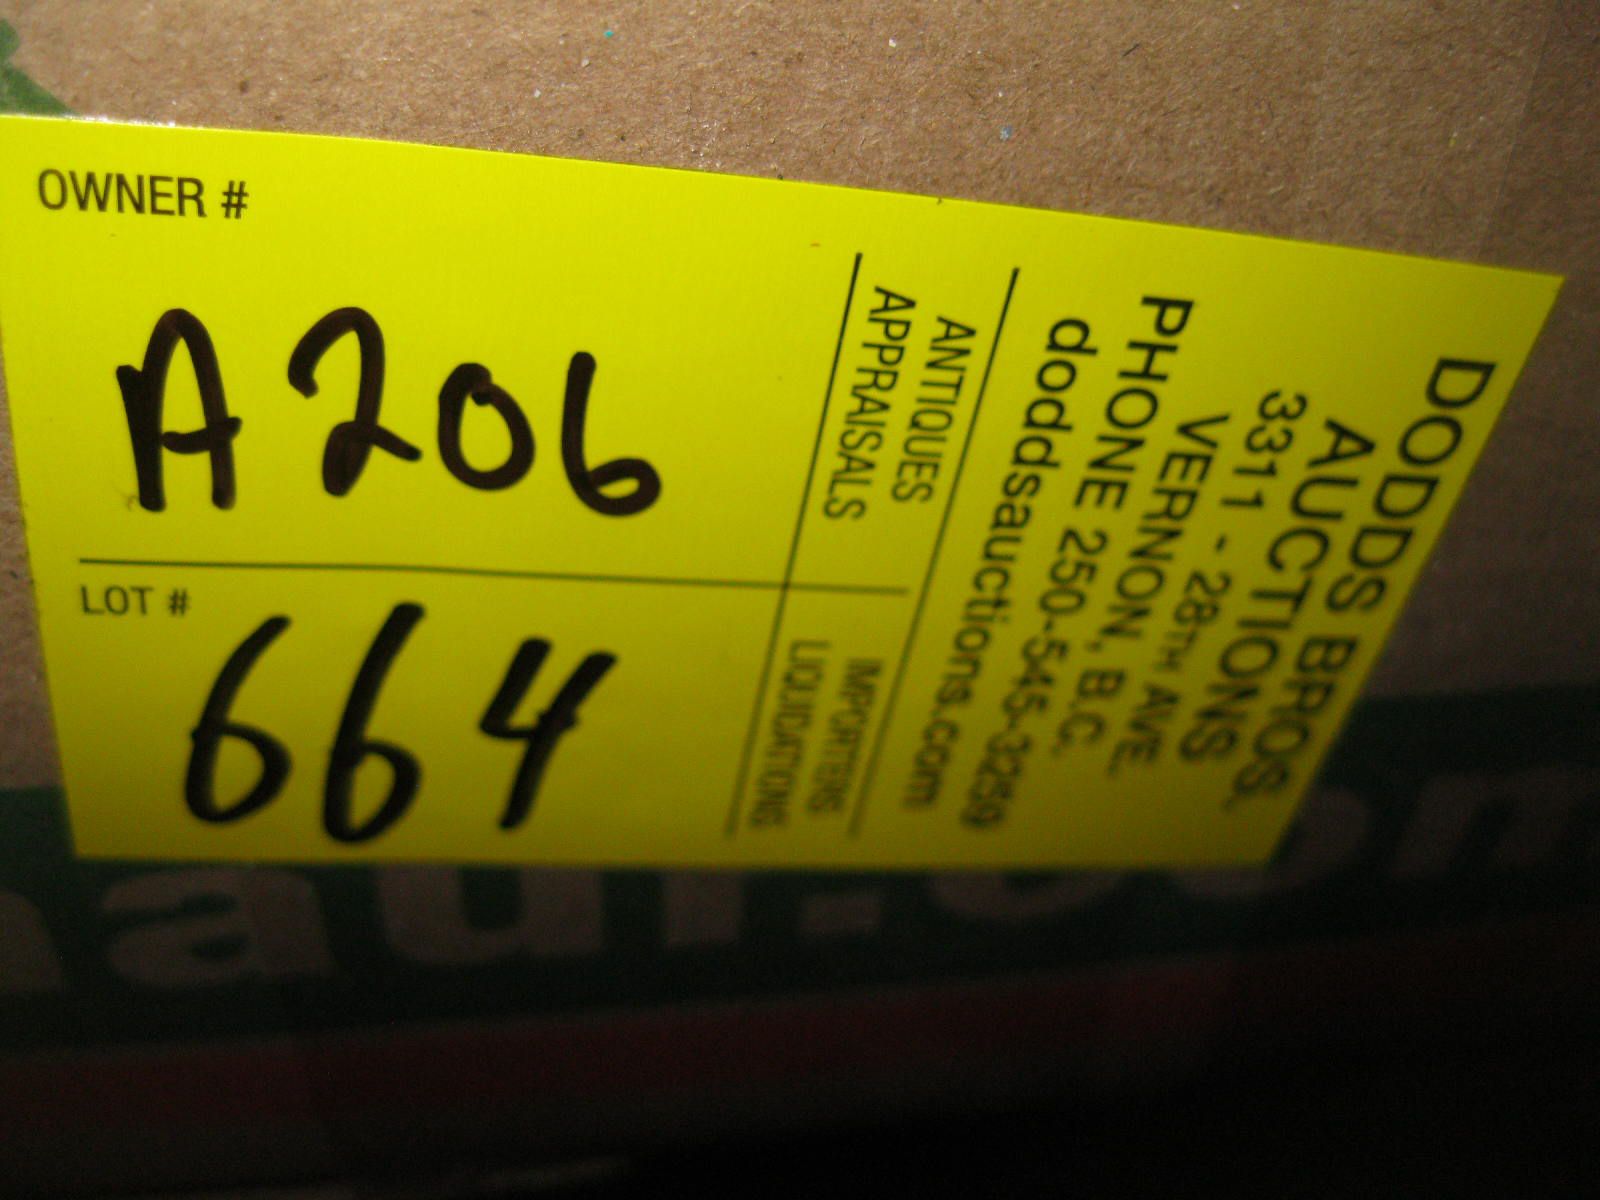 OWNER #
A206
LOT #
664
ANTIQUES
APPRAISALS
IMPORTERS
LIQUIDATIONS
DODDS BROS.
AUCTIONS
3311 - 28TH AVE.
VERNON, B.C.
PHONE 250-545-3259
doddsauctions.com